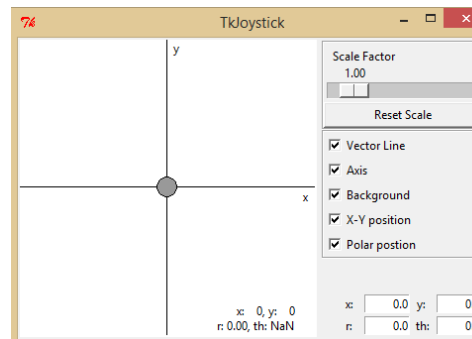 TkJoystick
y
x
x: 0, y: 0
r: 0.00, th: NaN
Scale Factor
1.00
Reset Scale
Vector Line
Axis
Background
X-Y position
Polar postion
x: 0.0 y: 0
r: 0.0 th: 0